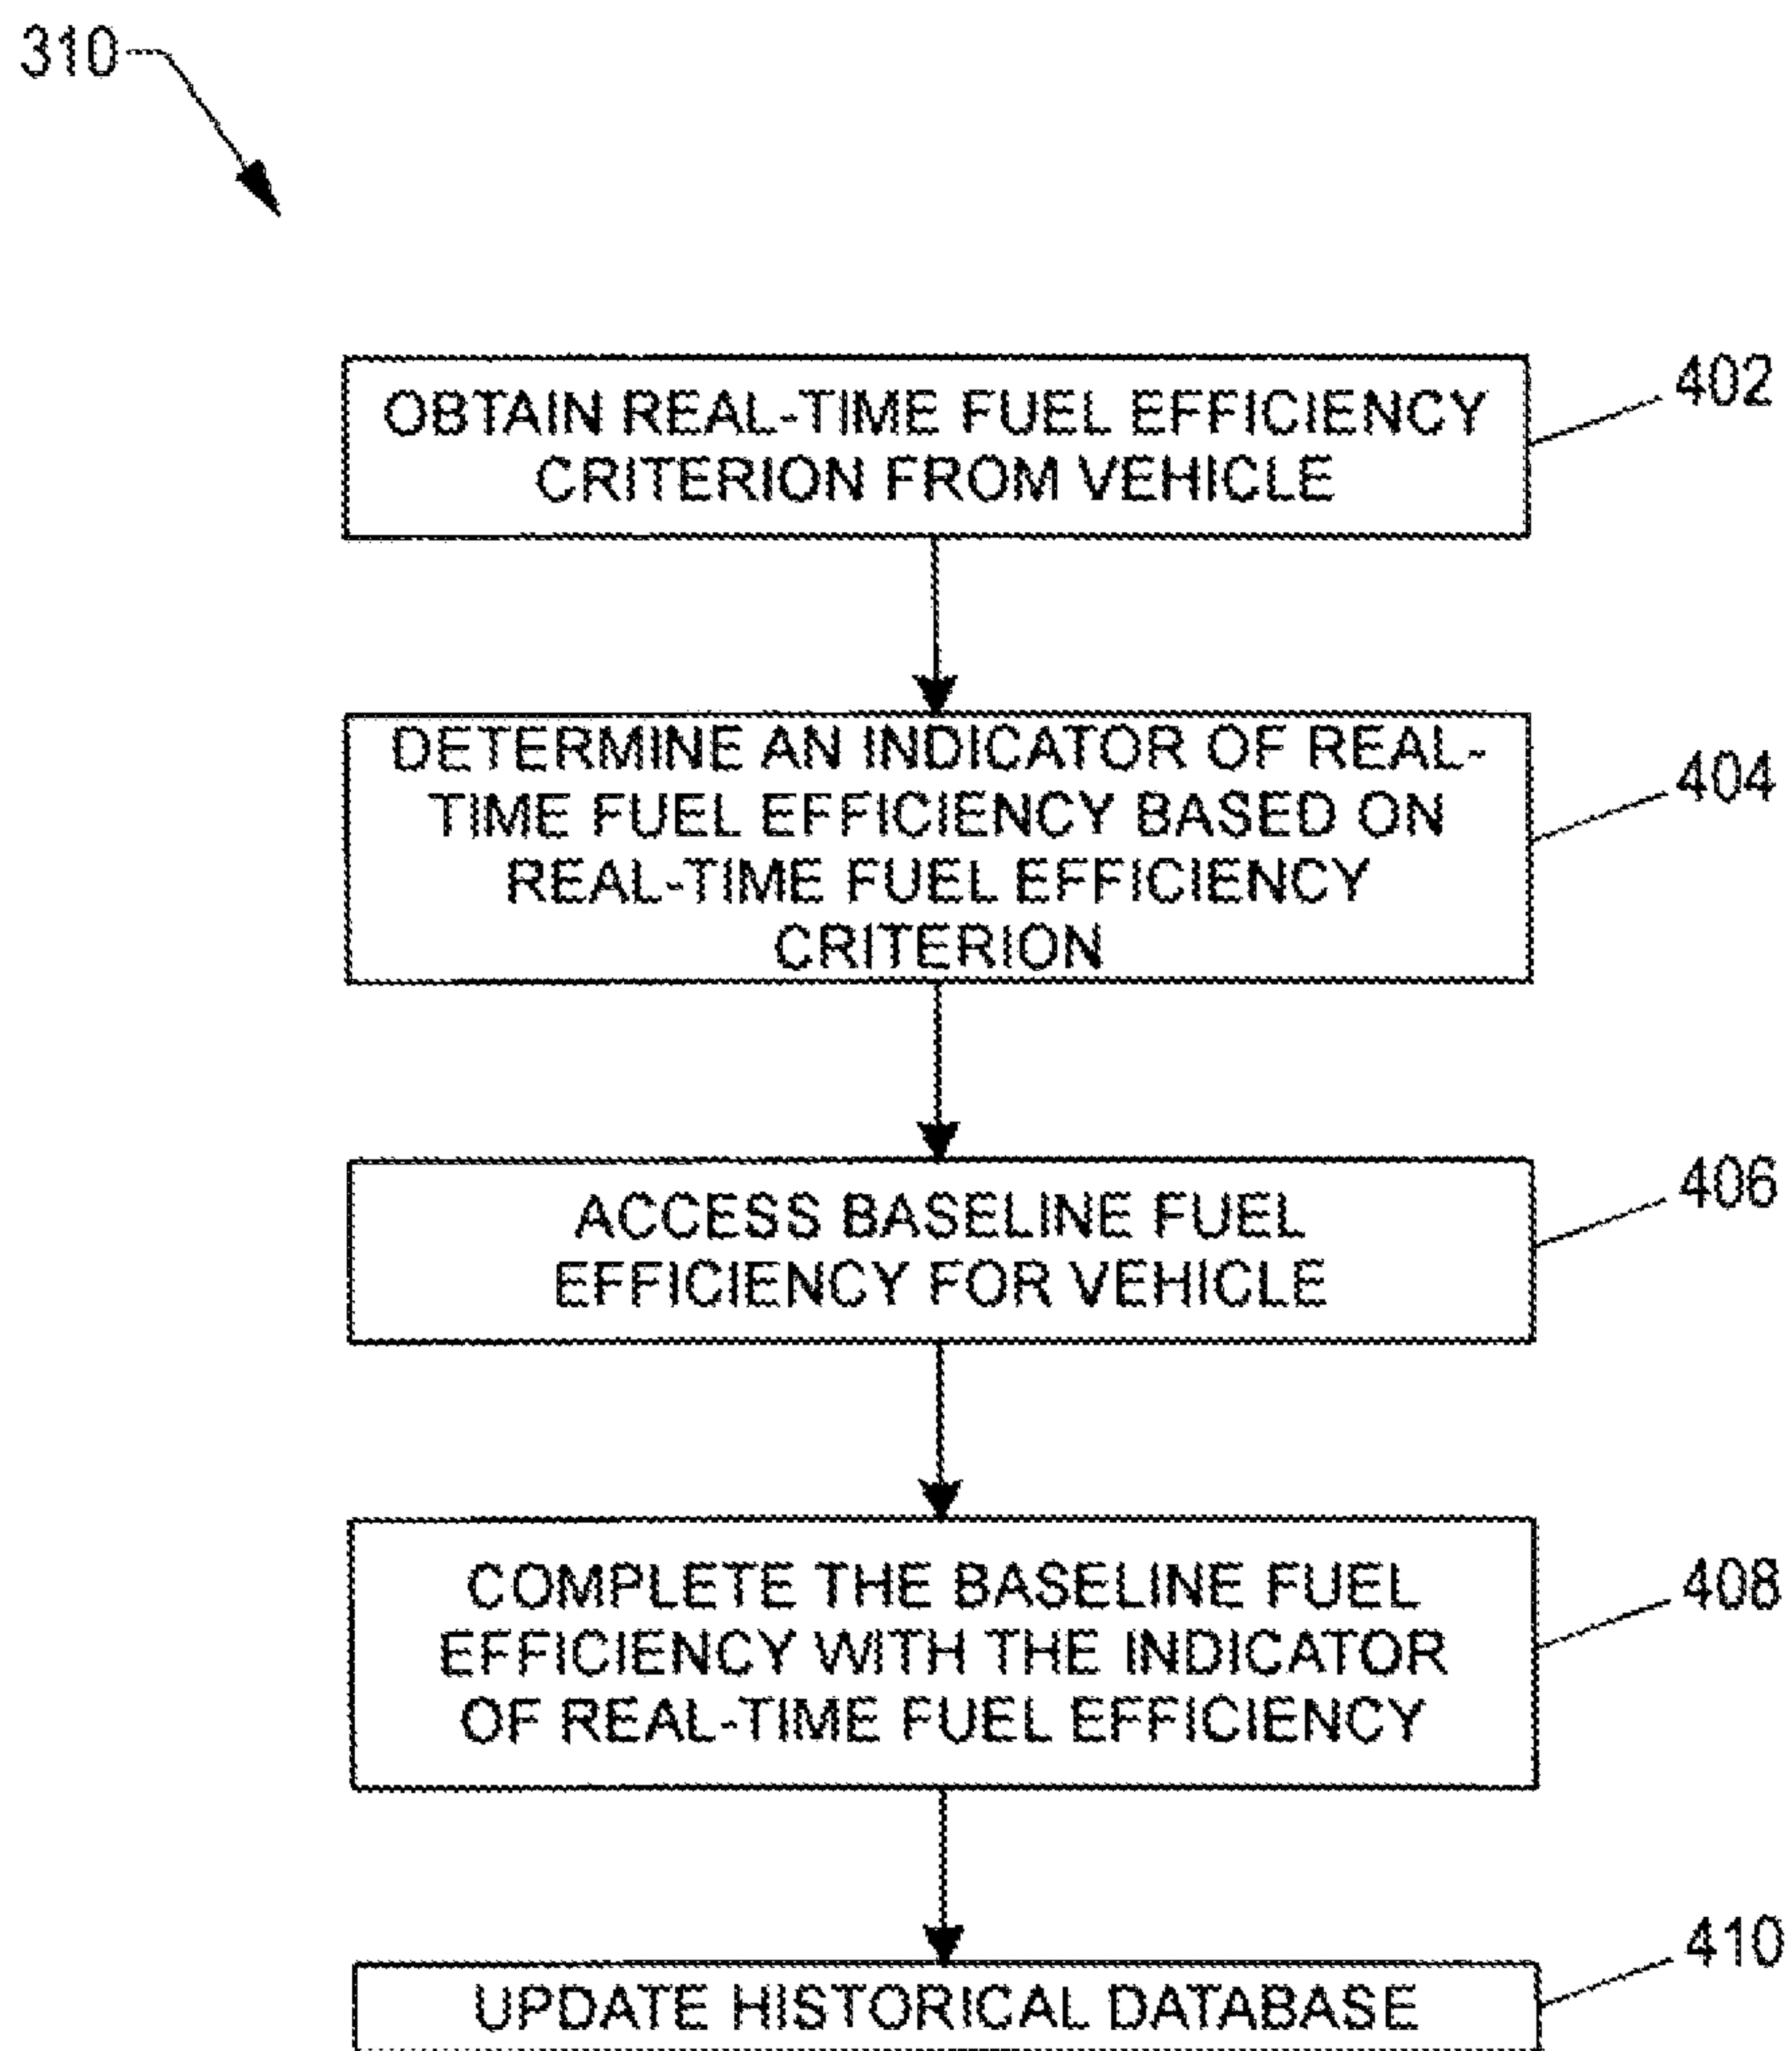 310
OBTAIN REAL-TIME FUEL EFFICIENCY
CRITERION FROM VEHICLE
402
DETERMINE AN INDICATOR OF REAL-
TIME FUEL EFFICIENCY BASED ON
REAL-TIME FUEL EFFICIENCY
CRITERION
404
ACCESS BASELINE FUEL
EFFICIENCY FOR VEHICLE
406
COMPLETE THE BASELINE FUEL
EFFICIENCY WITH THE INDICATOR
OF REAL-TIME FUEL EFFICIENCY
408
UPDATE HISTORICAL DATABASE
410